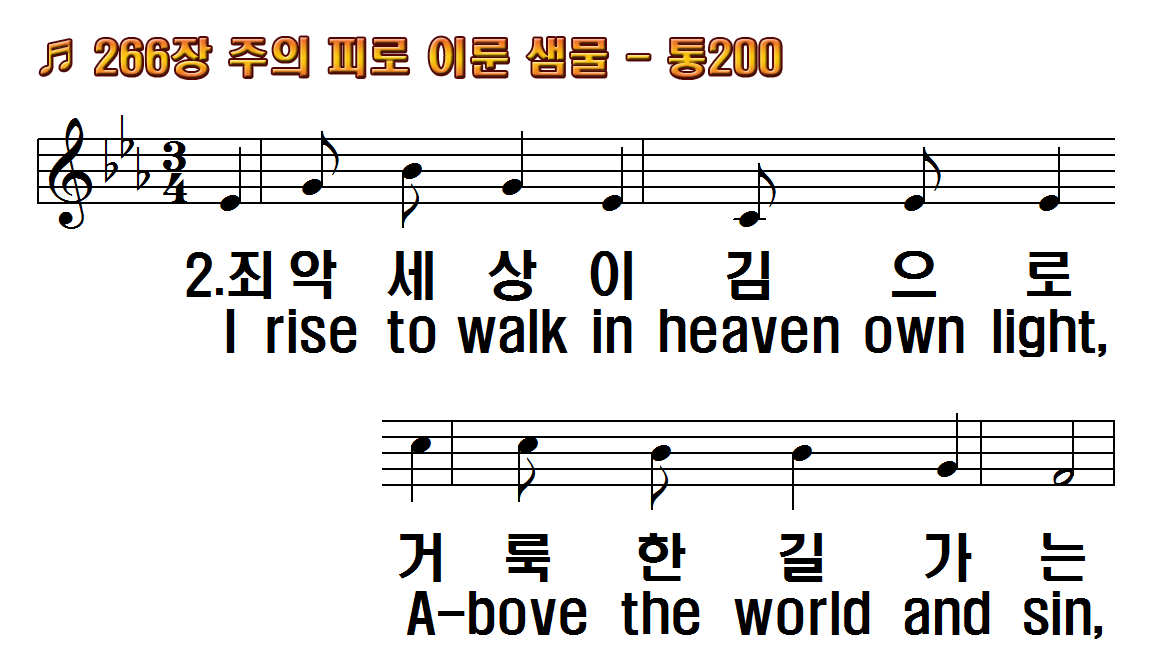 ♬ 266장 주의 피로 이룬 샘물 - 통200
3
4
2.죄 악 세 상 이 김 으 로
I rise to walk in heaven own light,
거 룩 한 길 가 는
A-bove the world and sin,